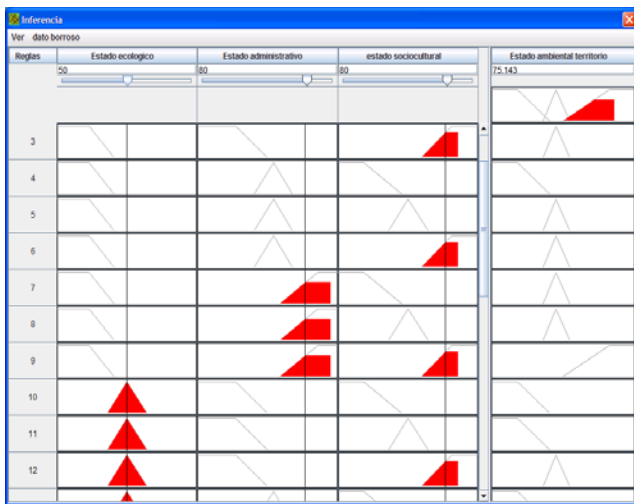 Inferencia
Ver dato borroso
Reglas Estado ecologico Estado administrativo estado sociocultural Estado ambiental territorio
50 80 80 75.143
3
4
5
6
7
8
9
10
11
12